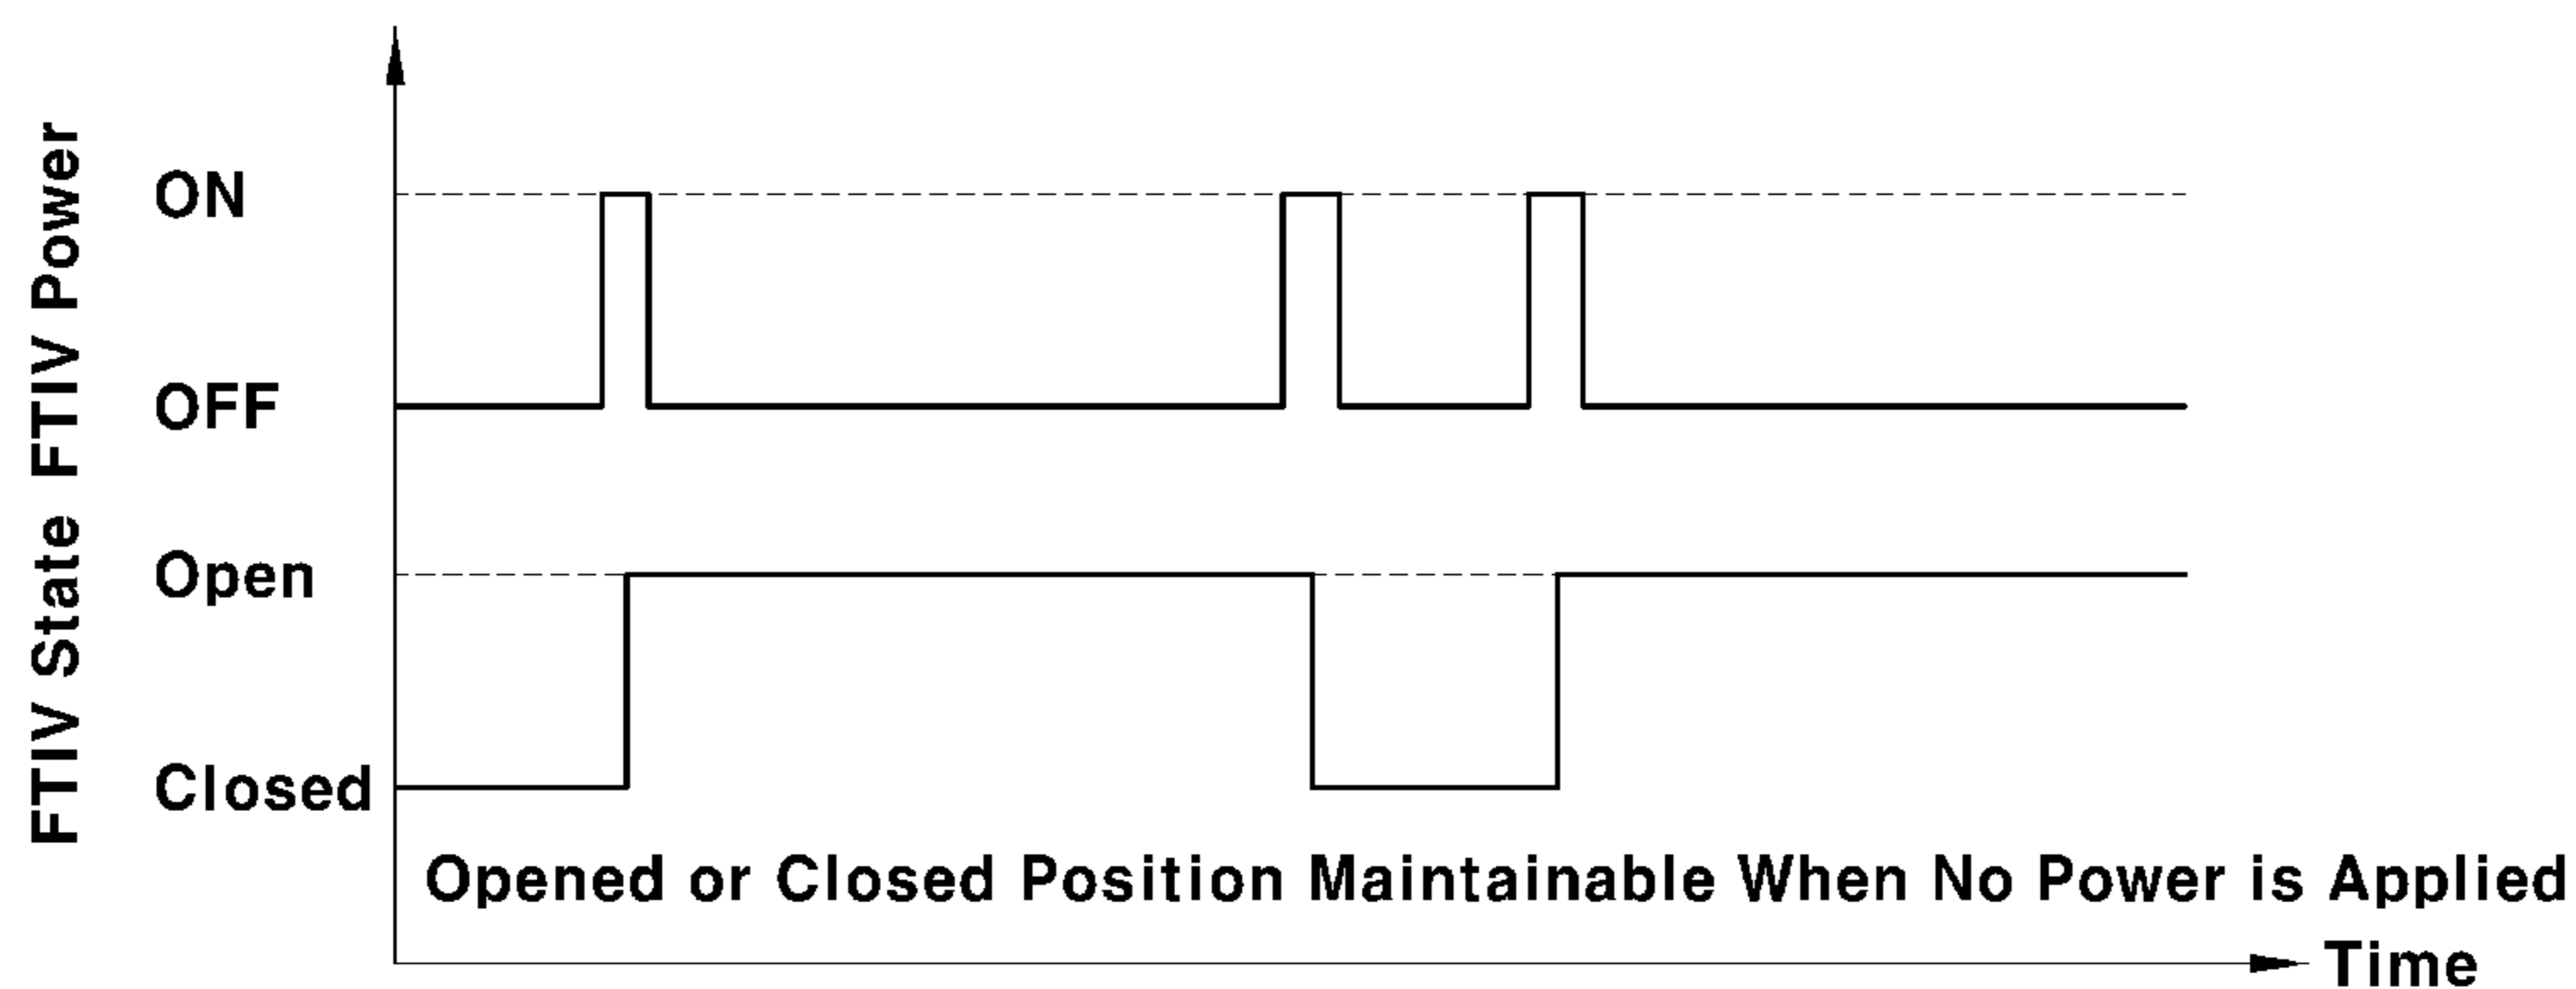 FTIV Power
ON
OFF
FTIV State
Open
Closed
Opened or Closed Position Maintainable When No Power is Applied
Time